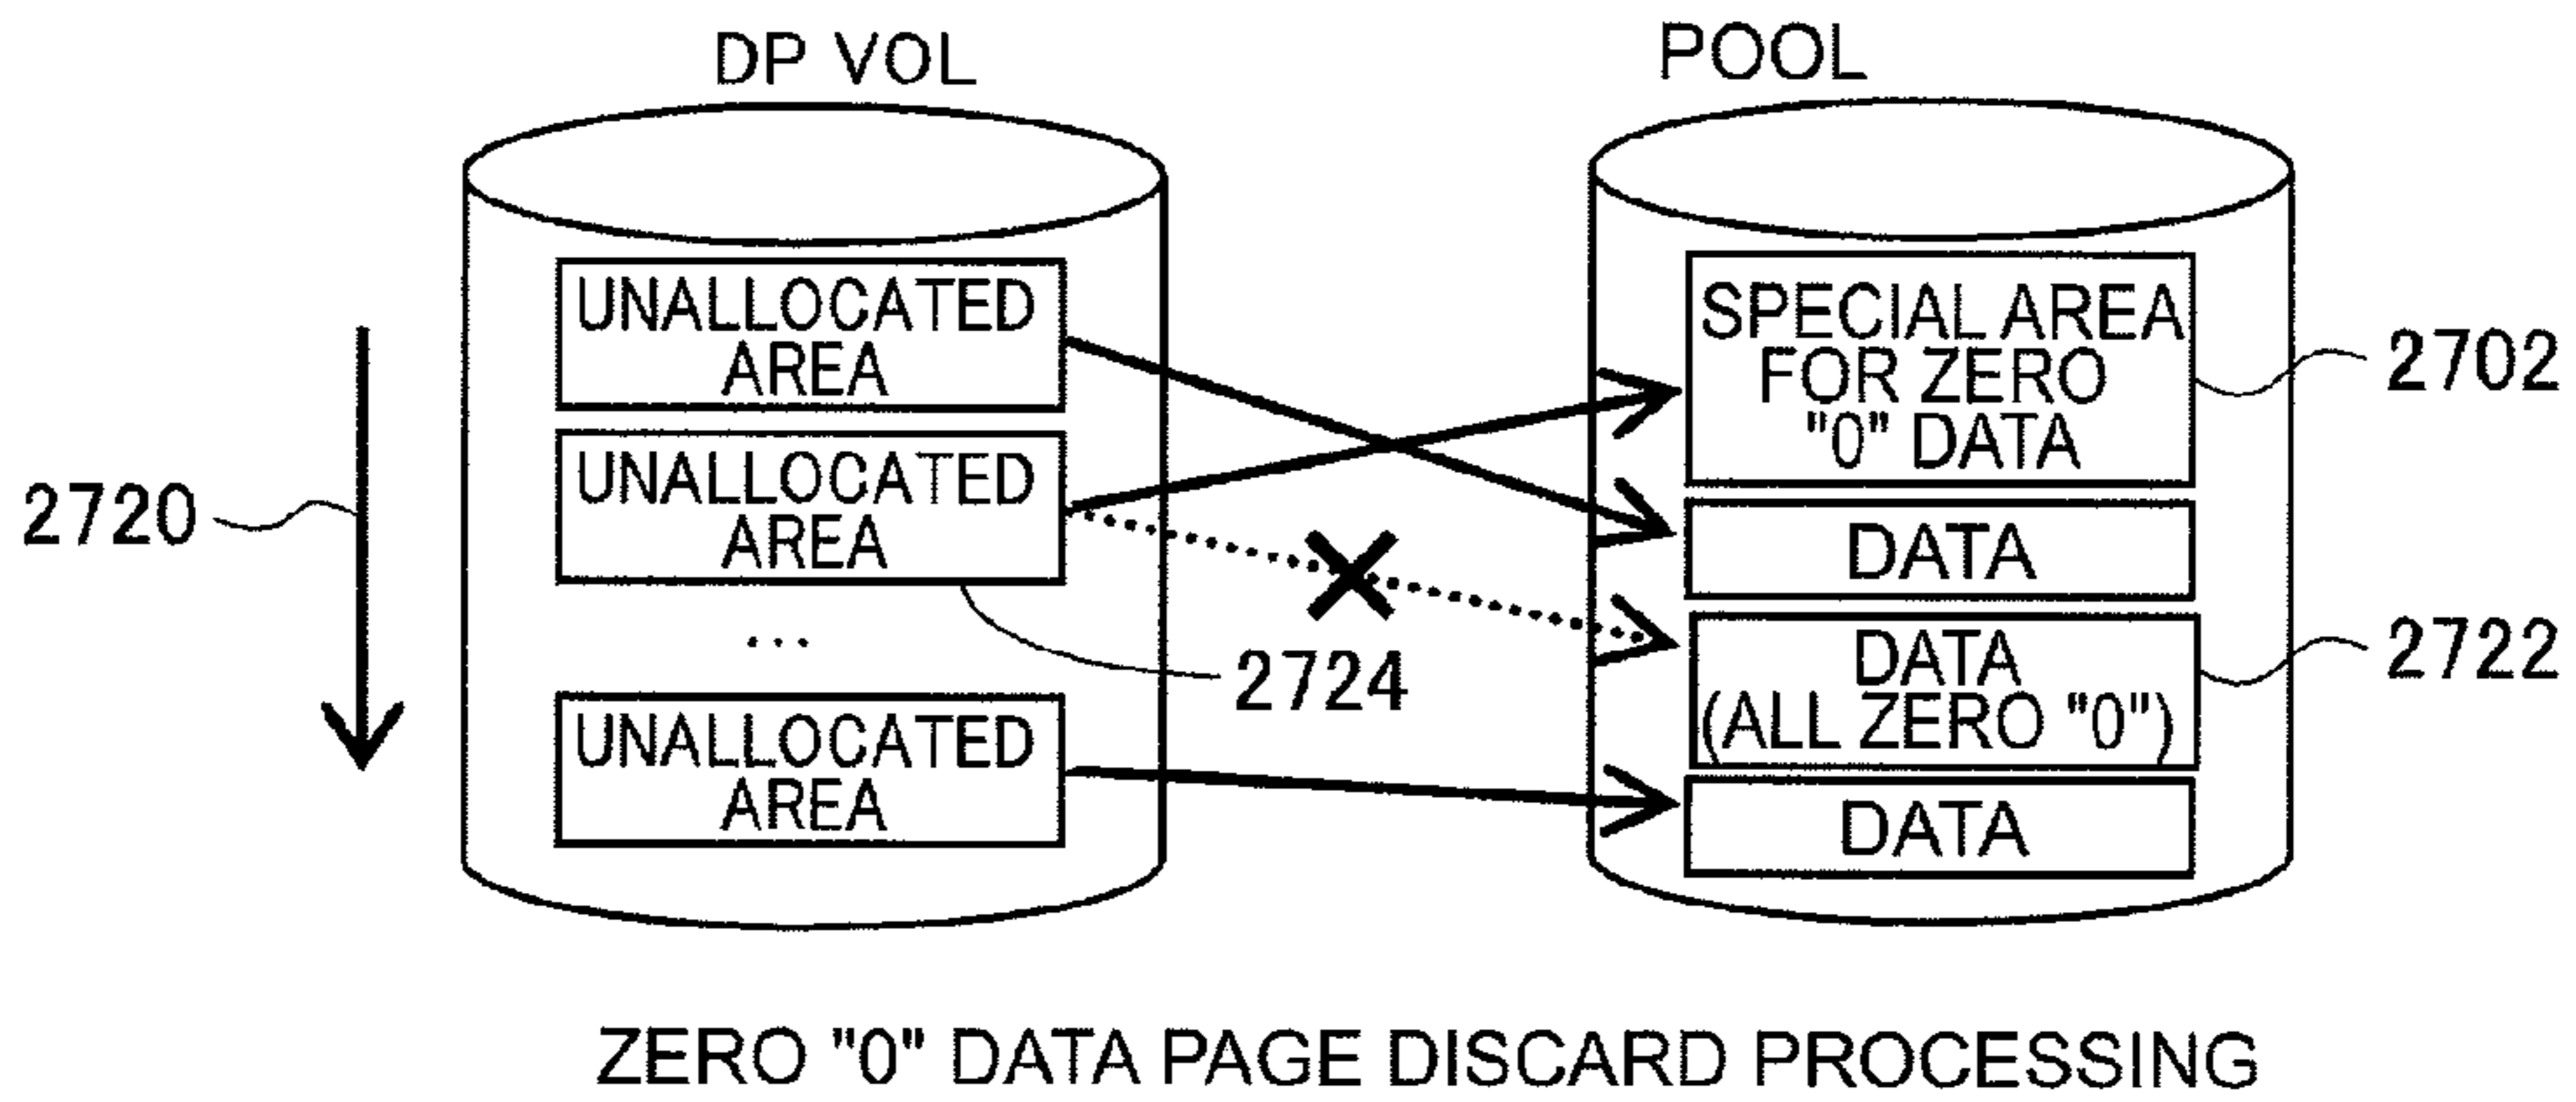 DP VOL
POOL
UNALLOCATED
AREA
UNALLOCATED
AREA
...
UNALLOCATED
AREA
2720
2724
SPECIAL AREA
FOR ZERO
"0" DATA
DATA
DATA
(ALL ZERO "0")
DATA
2702
2722
ZERO "0" DATA PAGE DISCARD PROCESSING